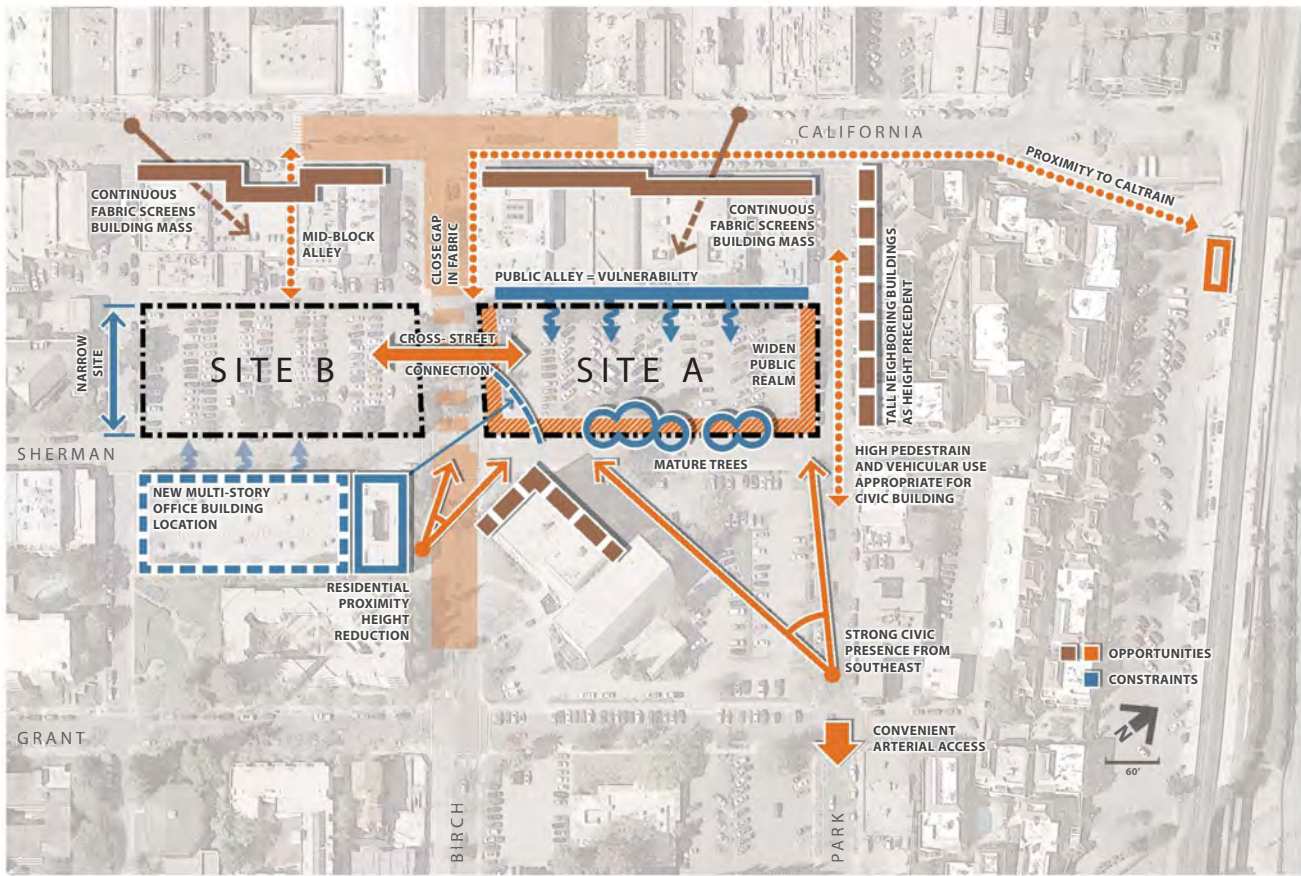 CALIFORNIA
PROXIMITY TO CALTRAIN
CONTINUOUS
FABRIC SCREENS
BUILDING MASS
MID-BLOCK
ALLEY
CLOSE GAP
IN FABRIC
CONTINUOUS
FABRIC SCREENS
BUILDING MASS
PUBLIC ALLEY = VULNERABILITY
TALL NEIGHBORING BUILDINGS
AS HEIGHT PRECEDENT
NARROW
SITE
SITE B
CROSS- STREET
CONNECTION
SITE A
WIDEN
PUBLIC
REALM
SHERMAN
MATURE TREES
HIGH PEDESTRAIN
AND VEHICULAR USE
APPROPRIATE FOR
CIVIC BUILDING
NEW MULTI-STORY
OFFICE BUILDING
LOCATION
RESIDENTIAL
PROXIMITY
HEIGHT
REDUCTION
STRONG CIVIC
PRESENCE FROM
SOUTHEAST
OPPORTUNITIES
CONSTRAINTS
GRANT
CONVENIENT
ARTERIAL ACCESS
N
60'
BIRCH
PARK